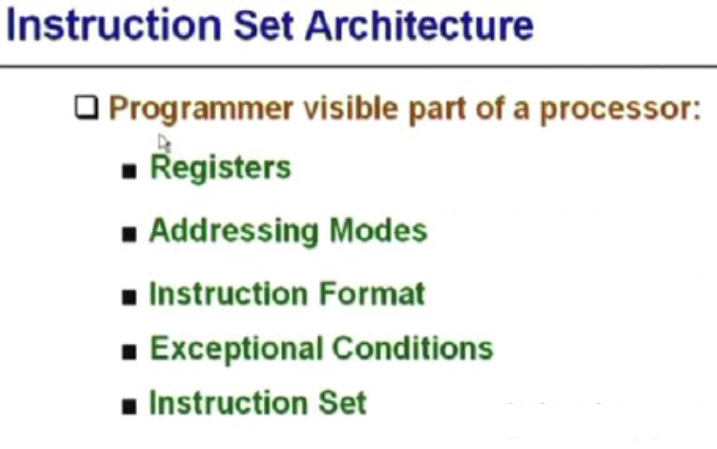 Instruction Set Architecture
Programmer visible part of a processor:
Registers
Addressing Modes
Instruction Format
Exceptional Conditions
Instruction Set